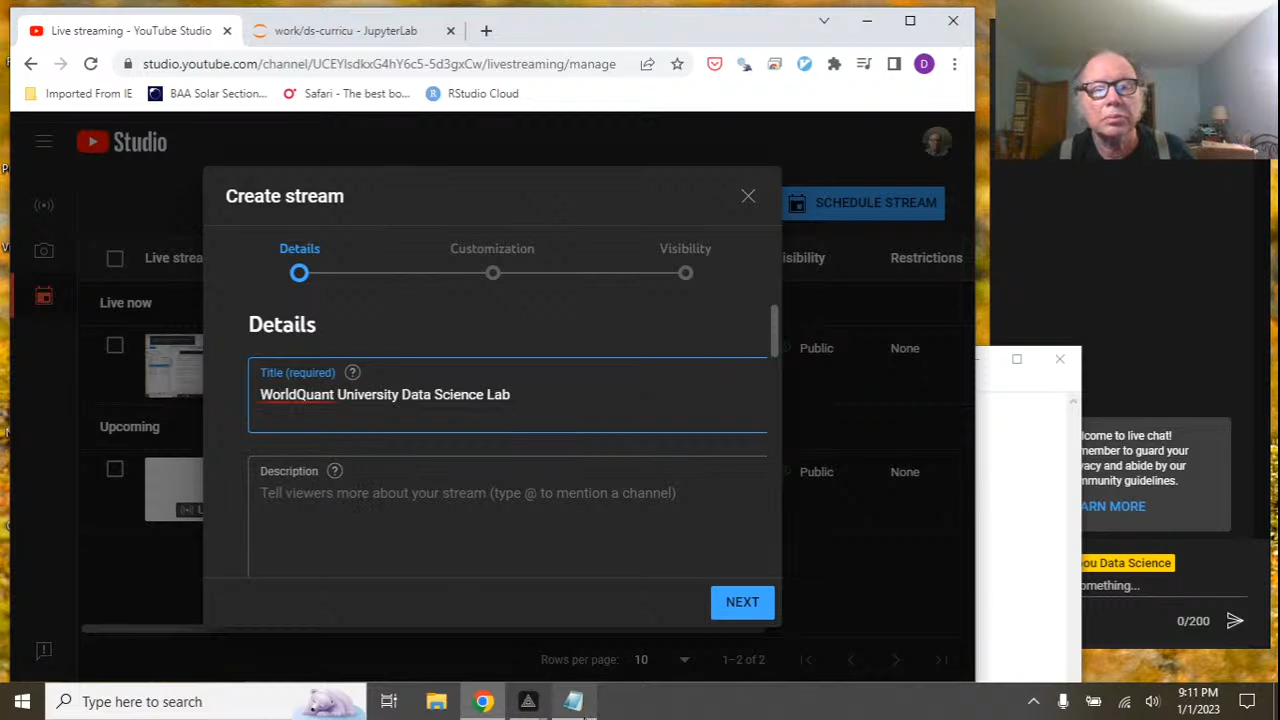 Live streaming - YouTube Studio
work/ds-curricu - JupyterLab
studio.youtube.com/channel/UCEYlsdkxG4hY6c5-5d3gxCw/livestreaming/manage
D
Imported From IE
BAA Solar Section...
Safari - The best bo...
RStudio Cloud
Studio
Create stream
SCHEDULE STREAM
Details
Customization
Visibility
Live strea
isibility
Restrictions
Live now
Details
Public
None
Title (required)
WorldQuant University Data Science Lab
Upcoming
Description
Tell viewers more about your stream (type @ to mention a channel)
Public
None
lcome to live chat!
member to guard your
vacy and abide by our
mmunity guidelines.
ARN MORE
ou Data Science
omething...
NEXT
0/200
Rows per page: 10
1–2 of 2
Type here to search
9:11 PM
1/1/2023